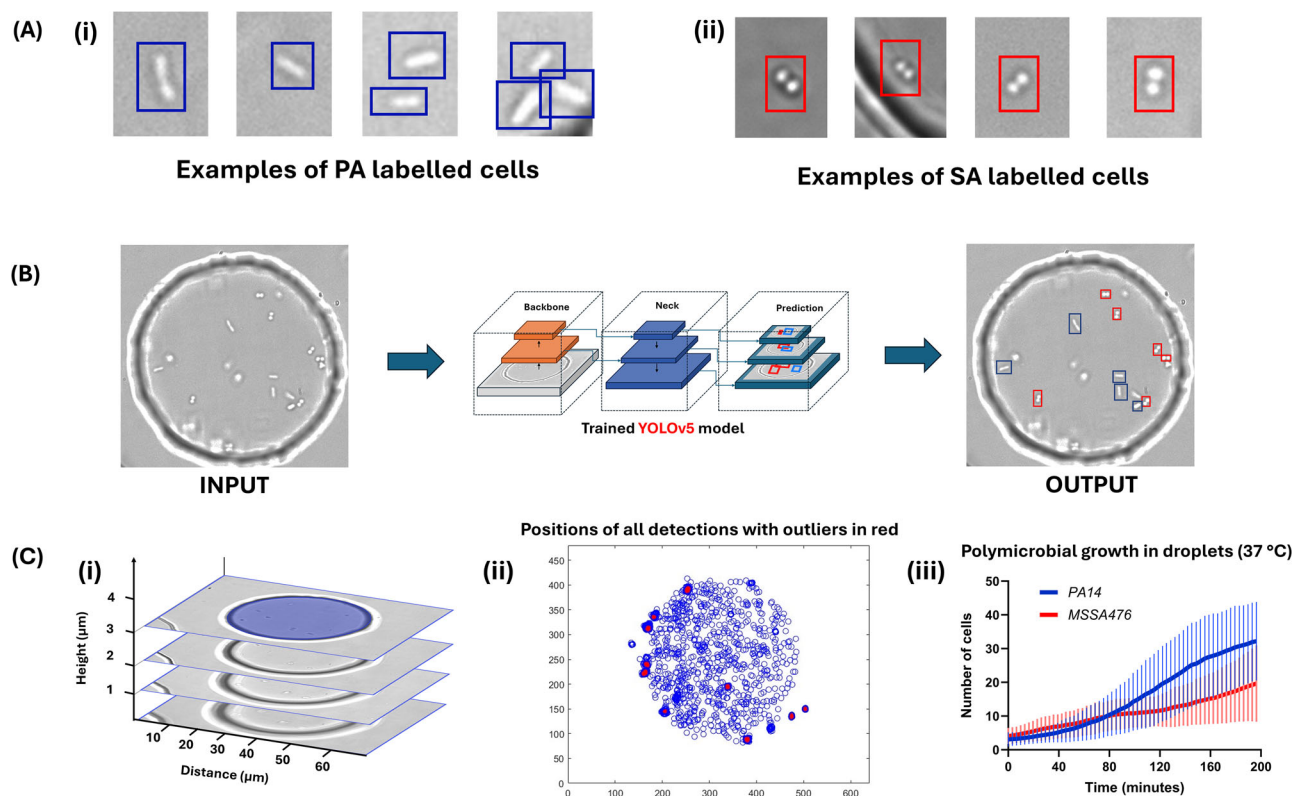 (A)
(i)
(ii)
Examples of PA labelled cells
Examples of SA labelled cells
(B)
Backbone
Neck
Prediction
Trained YOLOv5 model
INPUT
OUTPUT
(C)
(i)
Height (µm)
4
3
2
1
10
20
30
40
50
60
Distance (µm)
(ii)
Positions of all detections with outliers in red
450
400
350
300
250
200
150
100
50
0
0
100
200
300
400
500
600
(iii)
Polymicrobial growth in droplets (37 °C)
Number of cells
50
40
30
20
10
0
PA14
MSSA476
0
40
80
120
160
200
Time (minutes)